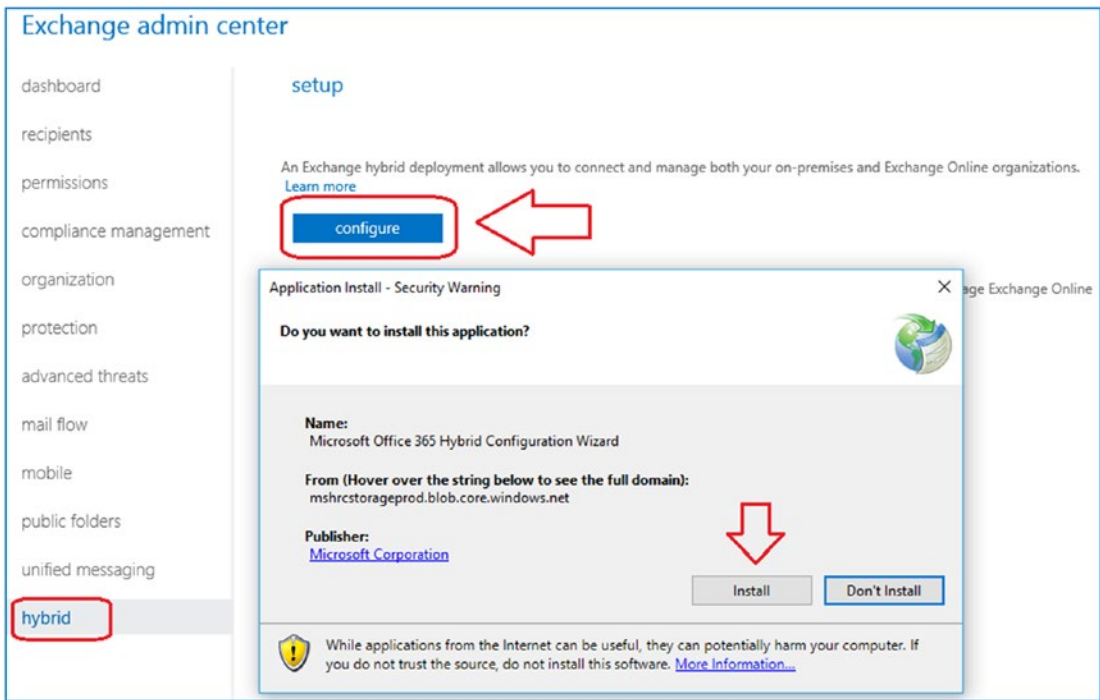 Exchange admin center
dashboard
recipients
permissions
compliance management
organization
protection
advanced threats
mail flow
mobile
public folders
unified messaging
hybrid
setup
An Exchange hybrid deployment allows you to connect and manage both your on-premises and Exchange Online organizations.
Learn more
configure
age Exchange Online
Application Install - Security Warning
Do you want to install this application?
Name:
Microsoft Office 365 Hybrid Configuration Wizard
From (Hover over the string below to see the full domain):
mshrcstorageprod.blob.core.windows.net
Publisher:
Microsoft Corporation
Install
Don't Install
While applications from the Internet can be useful, they can potentially harm your computer. If
you do not trust the source, do not install this software. More Information...